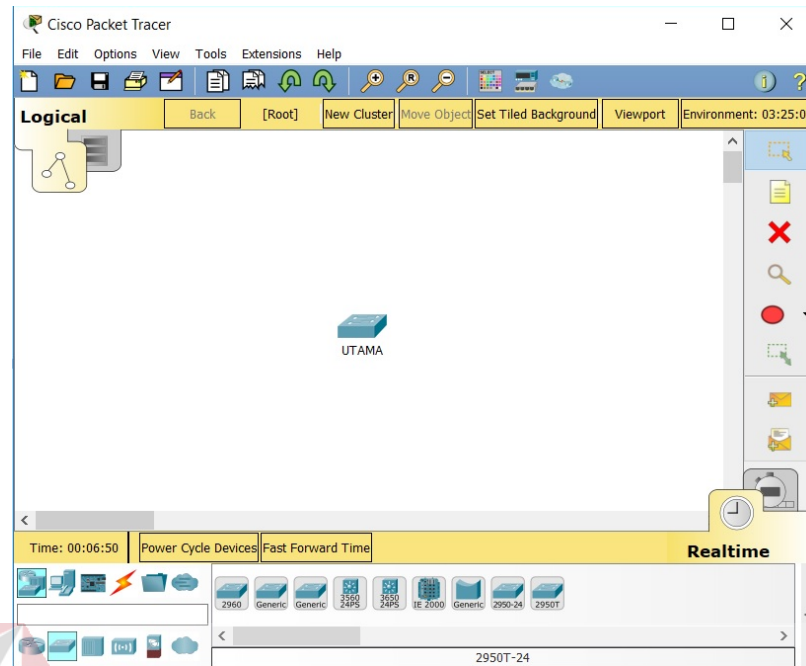 Cisco Packet Tracer
File Edit Options View Tools Extensions Help
Logical Back [Root] New Cluster Move Object Set Tiled Background Viewport Environment: 03:25:0
UTAMA
Time: 00:06:50 Power Cycle Devices Fast Forward Time Realtime
2960 Generic Generic 3560 24PS 3650 24PS IE 2000 Generic 2950-24 2950T
2950T-24